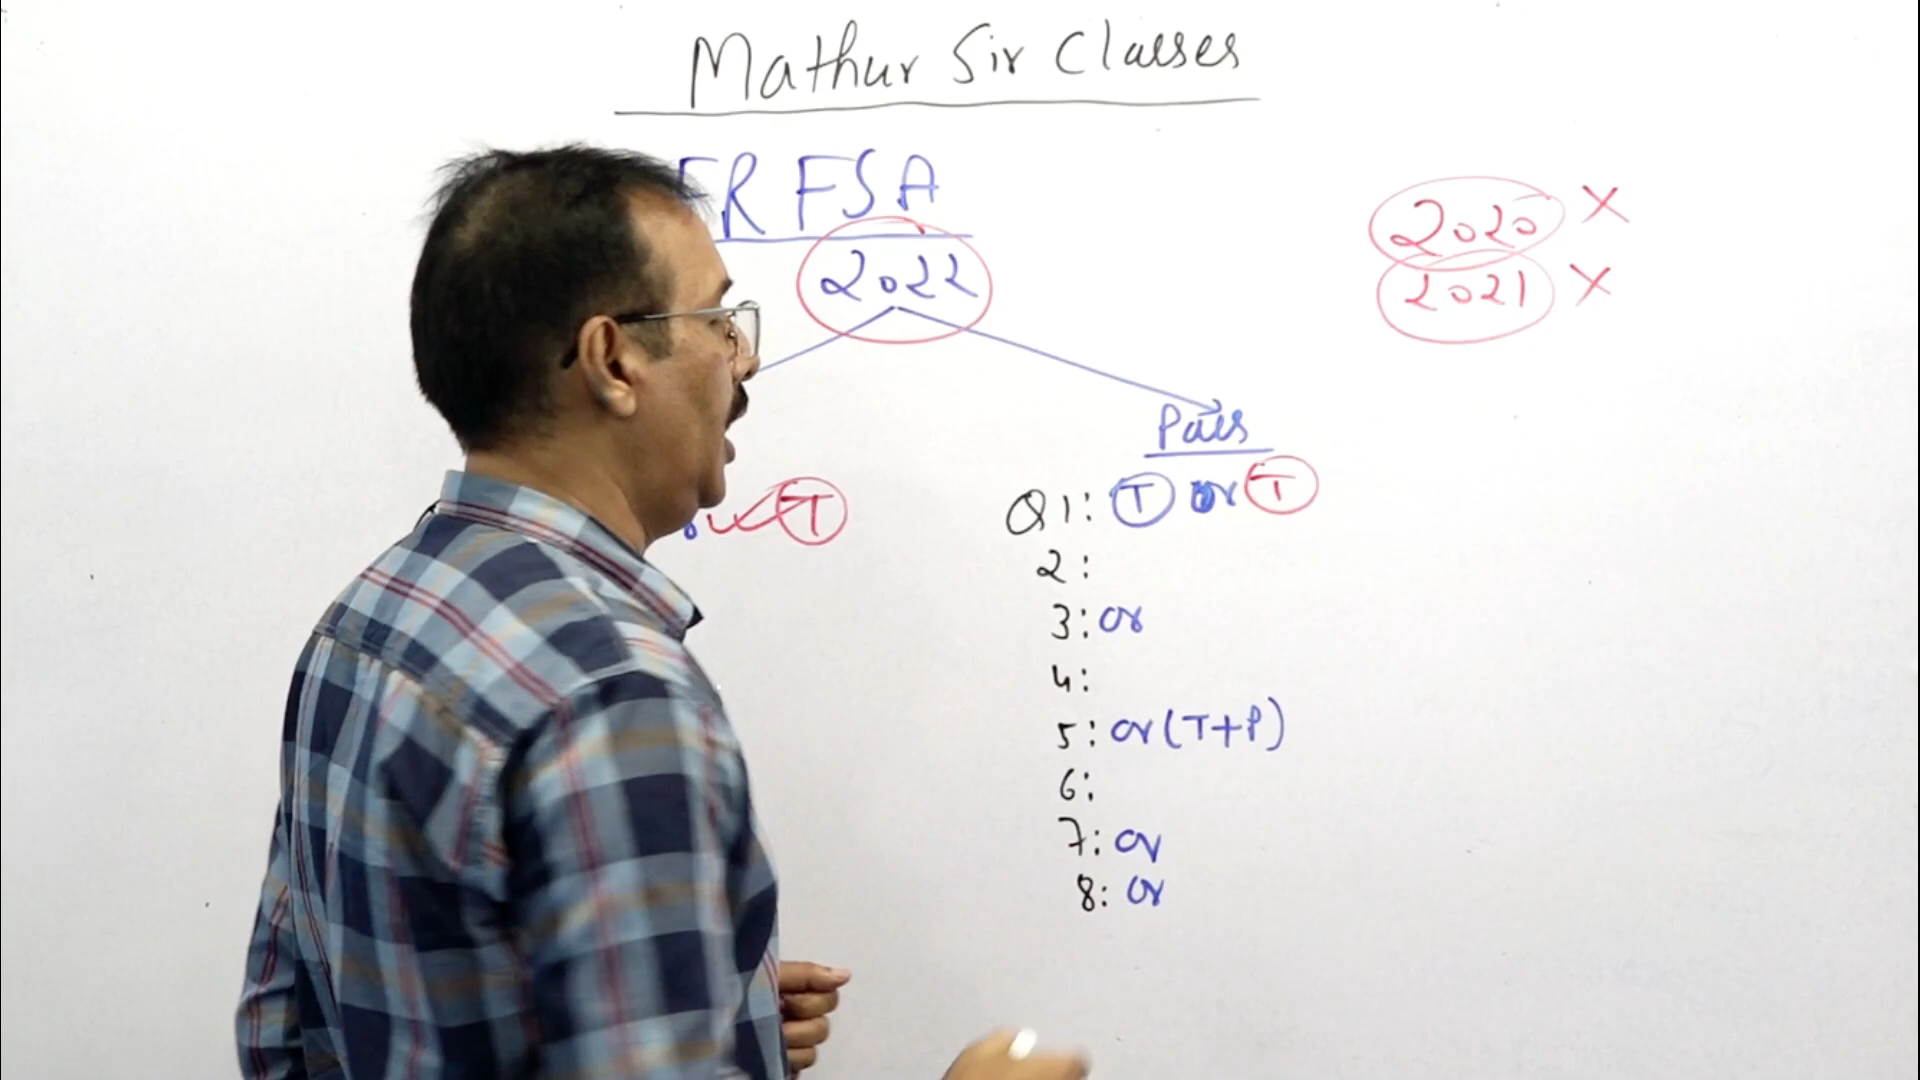 Mathur Sir Classes
FR FSA
2020 X
2022
2021 X
Pass
T
Q1: T or T
2:
3: or
4:
5: or (T+P)
6:
7: or
8: or